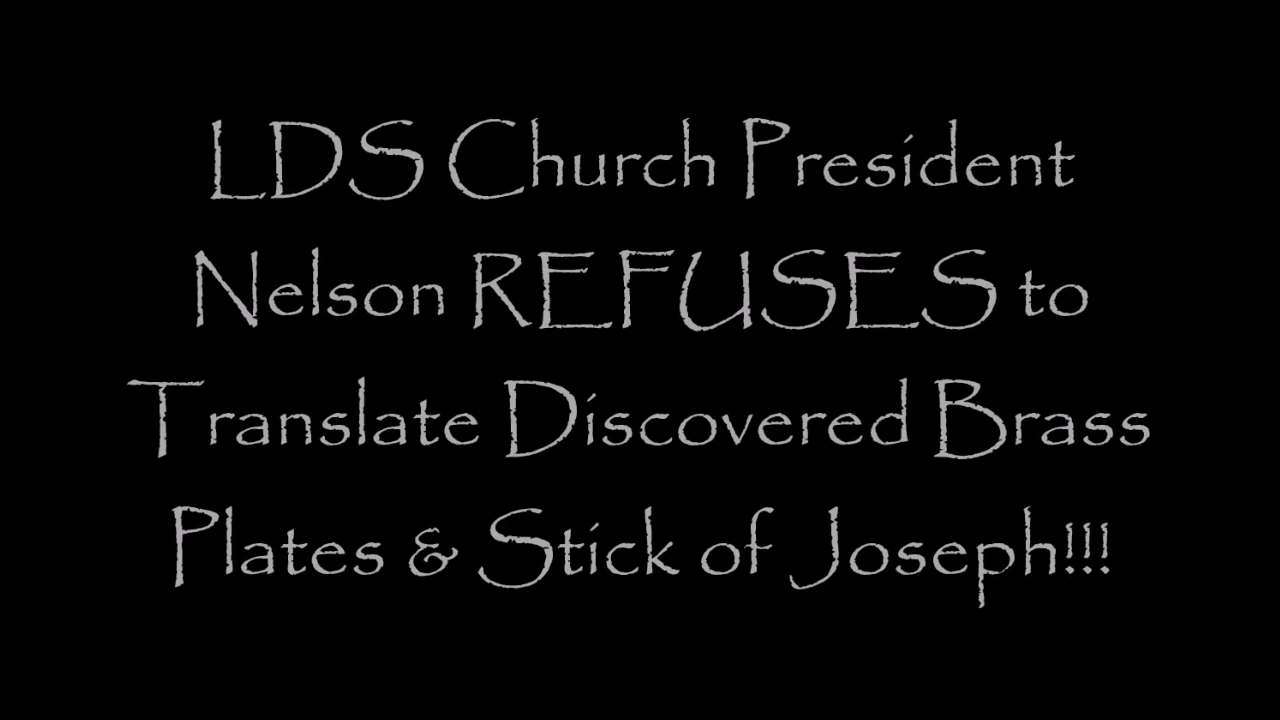 LDS Church President
Nelson REFUSES to
Translate Discovered Brass
Plates & Stick of Joseph!!!